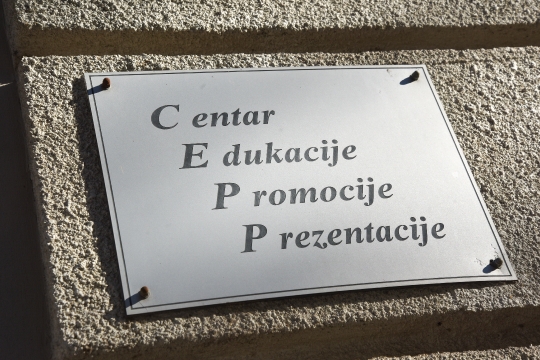 C entar
E dukacije
P romocije
P rezentacije